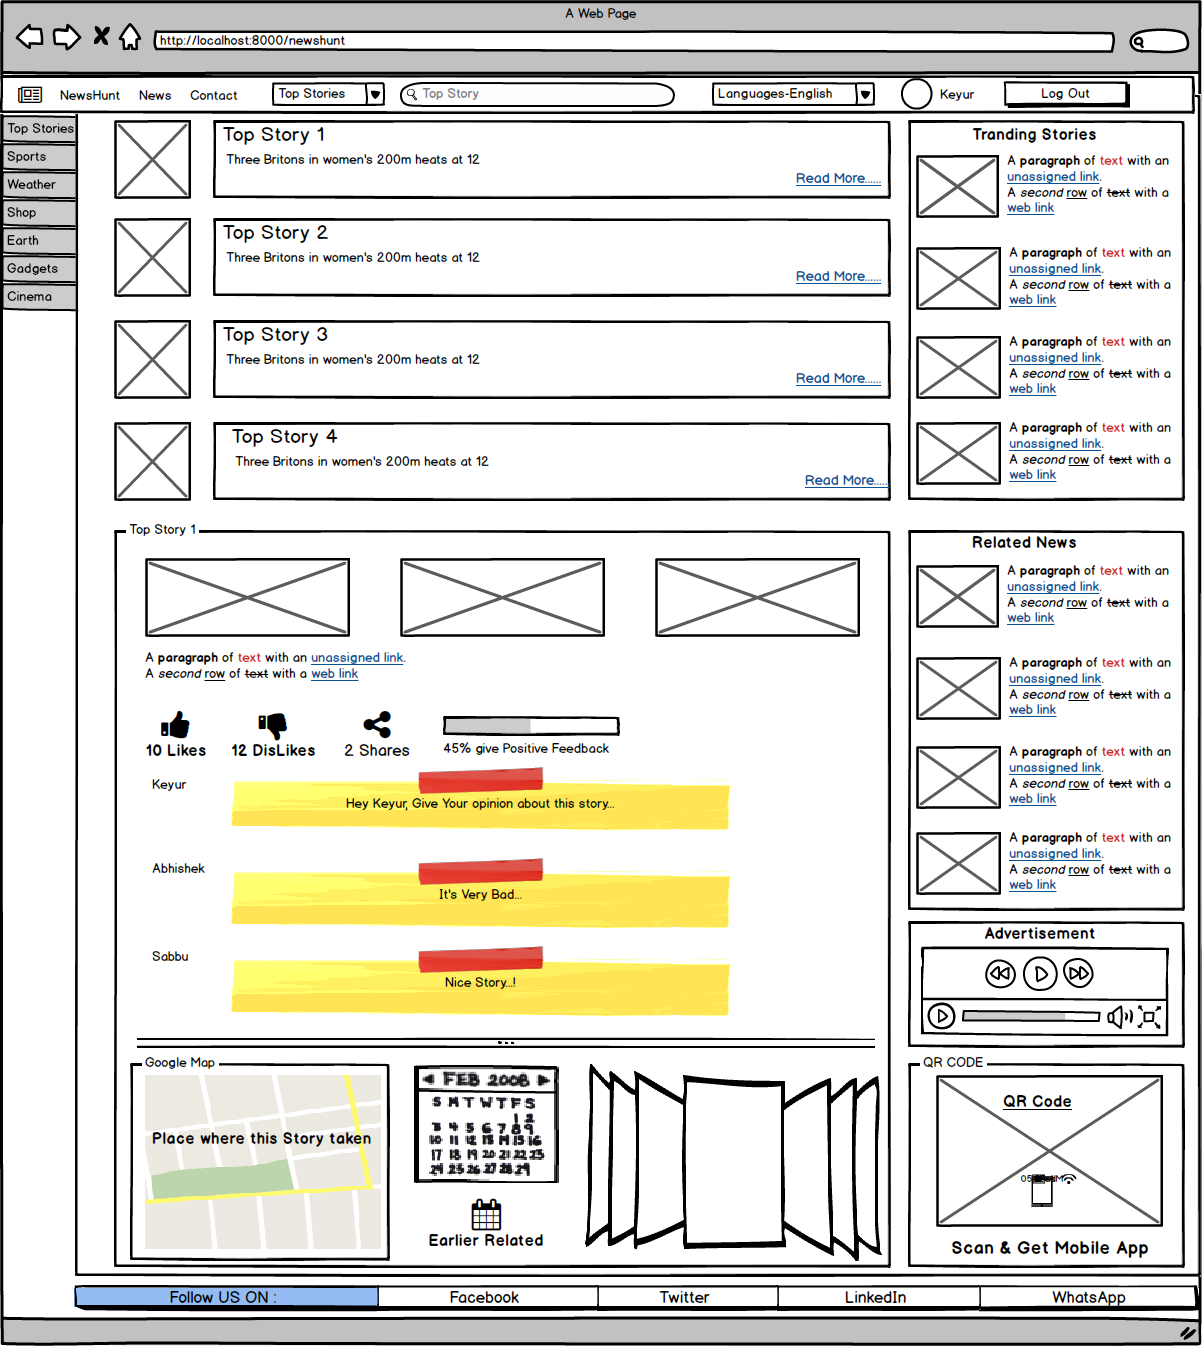 A Web Page
http://localhost:8000/newshunt
NewsHunt News Contact Top Stories Top Story Languages-English Keyur Log Out
Top Stories
Sports
Weather
Shop
Earth
Gadgets
Cinema
Top Story 1
Three Britons in women's 200m heats at 12
Read More......
Top Story 2
Three Britons in women's 200m heats at 12
Read More......
Top Story 3
Three Britons in women's 200m heats at 12
Read More......
Top Story 4
Three Britons in women's 200m heats at 12
Read More......
Tranding Stories
A paragraph of text with an
unassigned link.
A second row of text with a
web link
A paragraph of text with an
unassigned link.
A second row of text with a
web link
A paragraph of text with an
unassigned link.
A second row of text with a
web link
A paragraph of text with an
unassigned link.
A second row of text with a
web link
Top Story 1
A paragraph of text with an unassigned link.
A second row of text with a web link
10 Likes 12 DisLikes 2 Shares 45% give Positive Feedback
Keyur
Hey Keyur, Give Your opinion about this story...
Abhishek
It's Very Bad...
Sabbu
Nice Story...!
Related News
A paragraph of text with an
unassigned link.
A second row of text with a
web link
A paragraph of text with an
unassigned link.
A second row of text with a
web link
A paragraph of text with an
unassigned link.
A second row of text with a
web link
A paragraph of text with an
unassigned link.
A second row of text with a
web link
Advertisement
Google Map
Place where this Story taken
FEB 2008
S M T W T F S
1 2
3 4 5 6 7 8 9
10 11 12 13 14 15 16
17 18 19 20 21 22 23
24 25 26 27 28 29
Earlier Related
QR CODE
QR Code
Scan & Get Mobile App
Follow US ON : Facebook Twitter LinkedIn WhatsApp